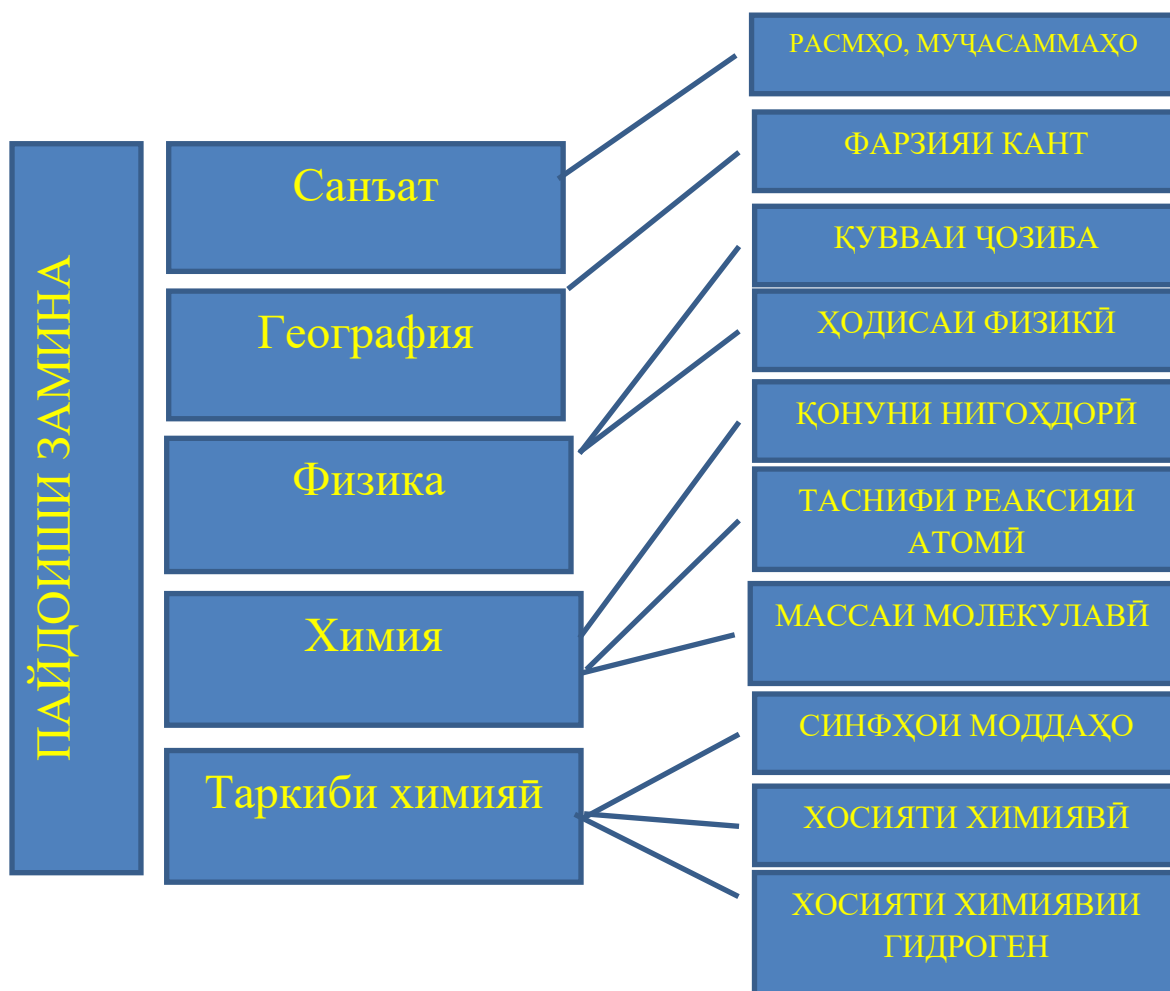 ПАЙДОИШИ ЗАМИНА
Санъат
География
Физика
Химия
Таркиби химияӣ
РАСМҲО, МУҶАСАММАҲО
ФАРЗИЯИ КАНТ
ҚУВВАИ ҶОЗИБА
ҲОДИСАИ ФИЗИКӢ
ҚОНУНИ НИГОҲДОРӢ
ТАСНИФИ РЕАКСИЯИ
АТОМӢ
МАССАИ МОЛЕКУЛАВӢ
СИНФҲОИ МОДДАҲО
ХОСИЯТИ ХИМИЯВӢ
ХОСИЯТИ ХИМИЯВИИ
ГИДРОГЕН